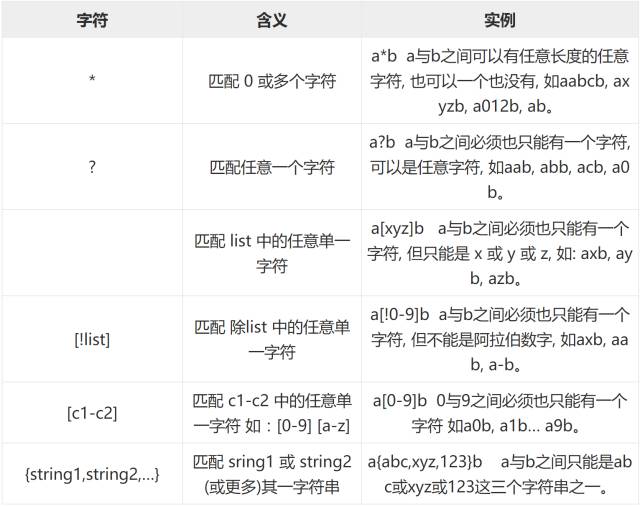 字符 含义 实例
* 匹配 0 或多个字符 a*b a与b之间可以有任意长度的任意
字符, 也可以一个也没有, 如aabcb, ax
yzb, a012b, ab。
? 匹配任意一个字符 a?b a与b之间必须也只能有一个字符,
可以是任意字符, 如aab, abb, acb, a0
b。
匹配 list 中的任意单一
字符
a[xyz]b a与b之间必须也只能有一个
字符, 但只能是 x 或 y 或 z, 如: axb, ay
b, azb。
[!list]
匹配 除list 中的任意单
一字符
a[!0-9]b a与b之间必须也只能有一个
字符, 但不能是阿拉伯数字, 如axb, aa
b, a-b。
[c1-c2]
匹配 c1-c2 中的任意单
一字符 如：[0-9] [a-z]
a[0-9]b 0与9之间必须也只能有一个
字符 如a0b, a1b... a9b。
{string1,string2,...}
匹配 sring1 或 string2
(或更多)其一字符串
a{abc,xyz,123}b a与b之间只能是ab
c或xyz或123这三个字符串之一。